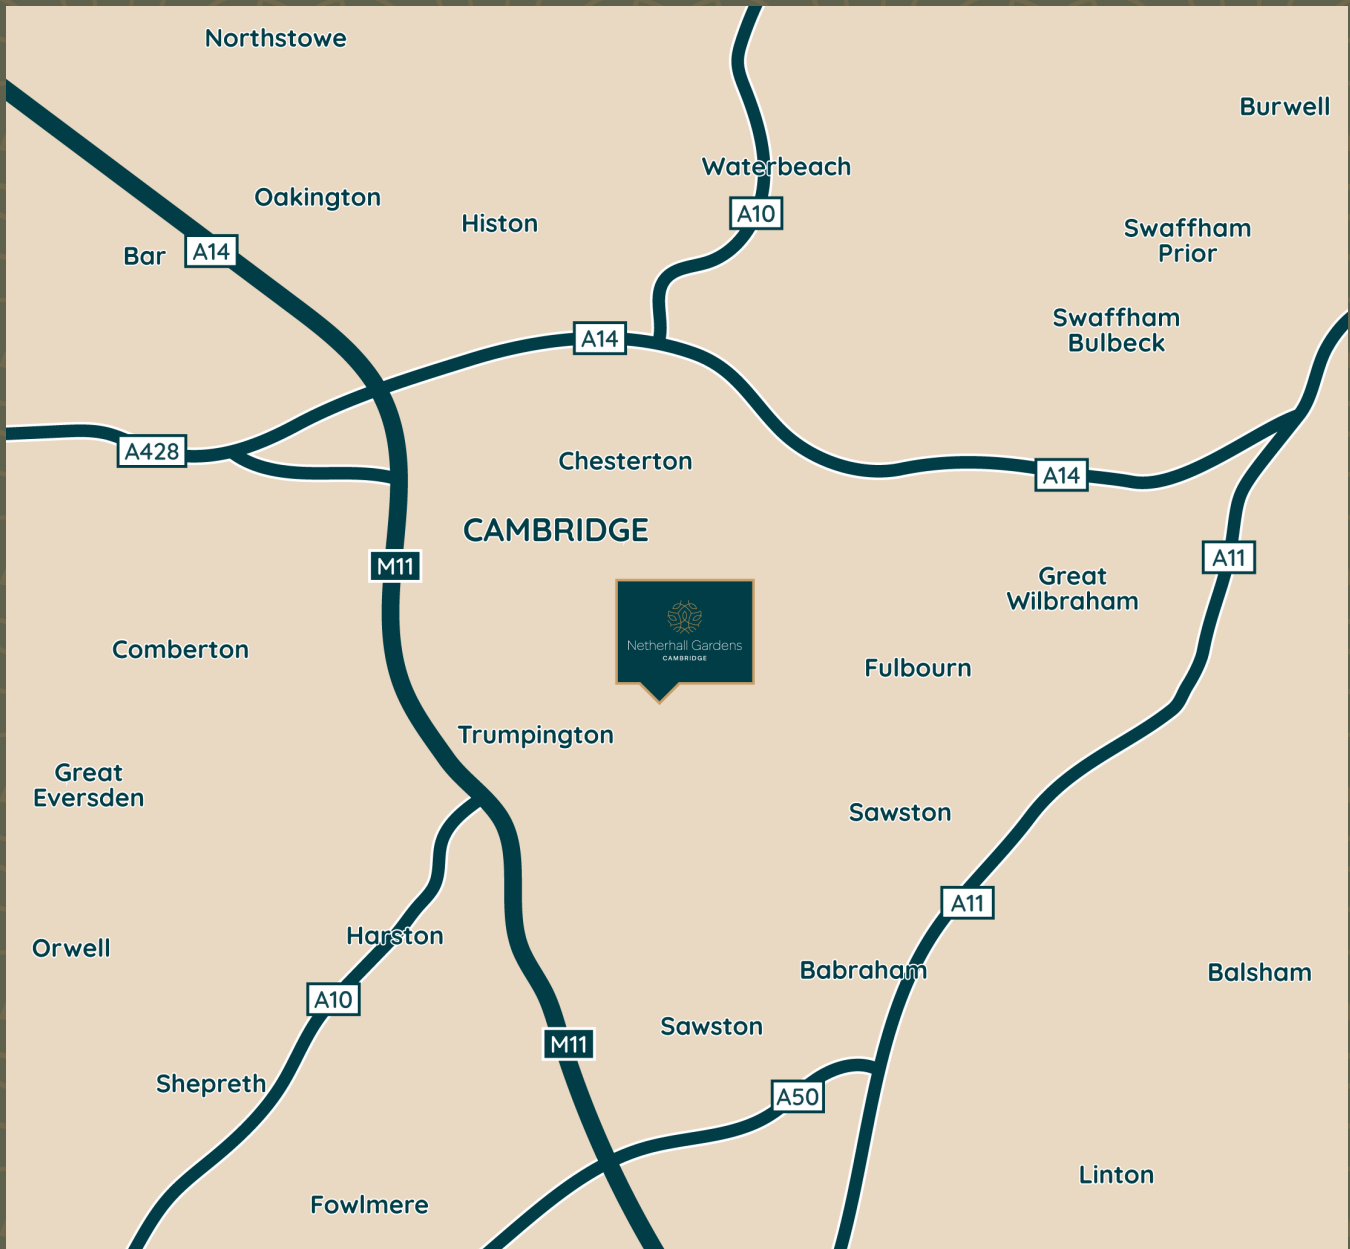 Northstowe
Burwell
Waterbeach
Oakington
A10
Histon
Swaffham
Prior
Bar
A14
Swaffham
Bulbeck
A14
A428
Chesterton
A14
CAMBRIDGE
A11
M11
Great
Wilbraham
Netherhall Gardens
CAMBRIDGE
Comberton
Fulbourn
Trumpington
Great
Eversden
Sawston
A11
Harston
Orwell
Babraham
Balsham
A10
Sawston
M11
Shepreth
A50
Linton
Fowlmere